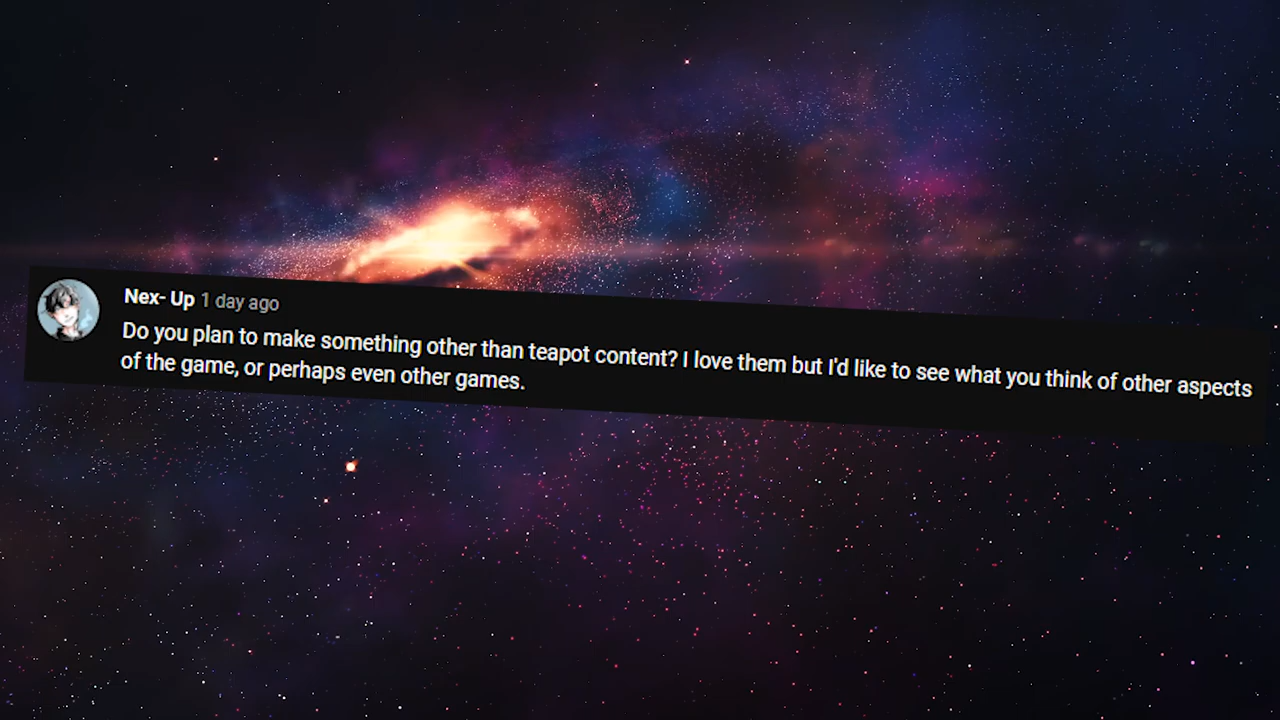 Nex- Up 1 day ago
Do you plan to make something other than teapot content? I love them but I'd like to see what you think of other aspects
of the game, or perhaps even other games.